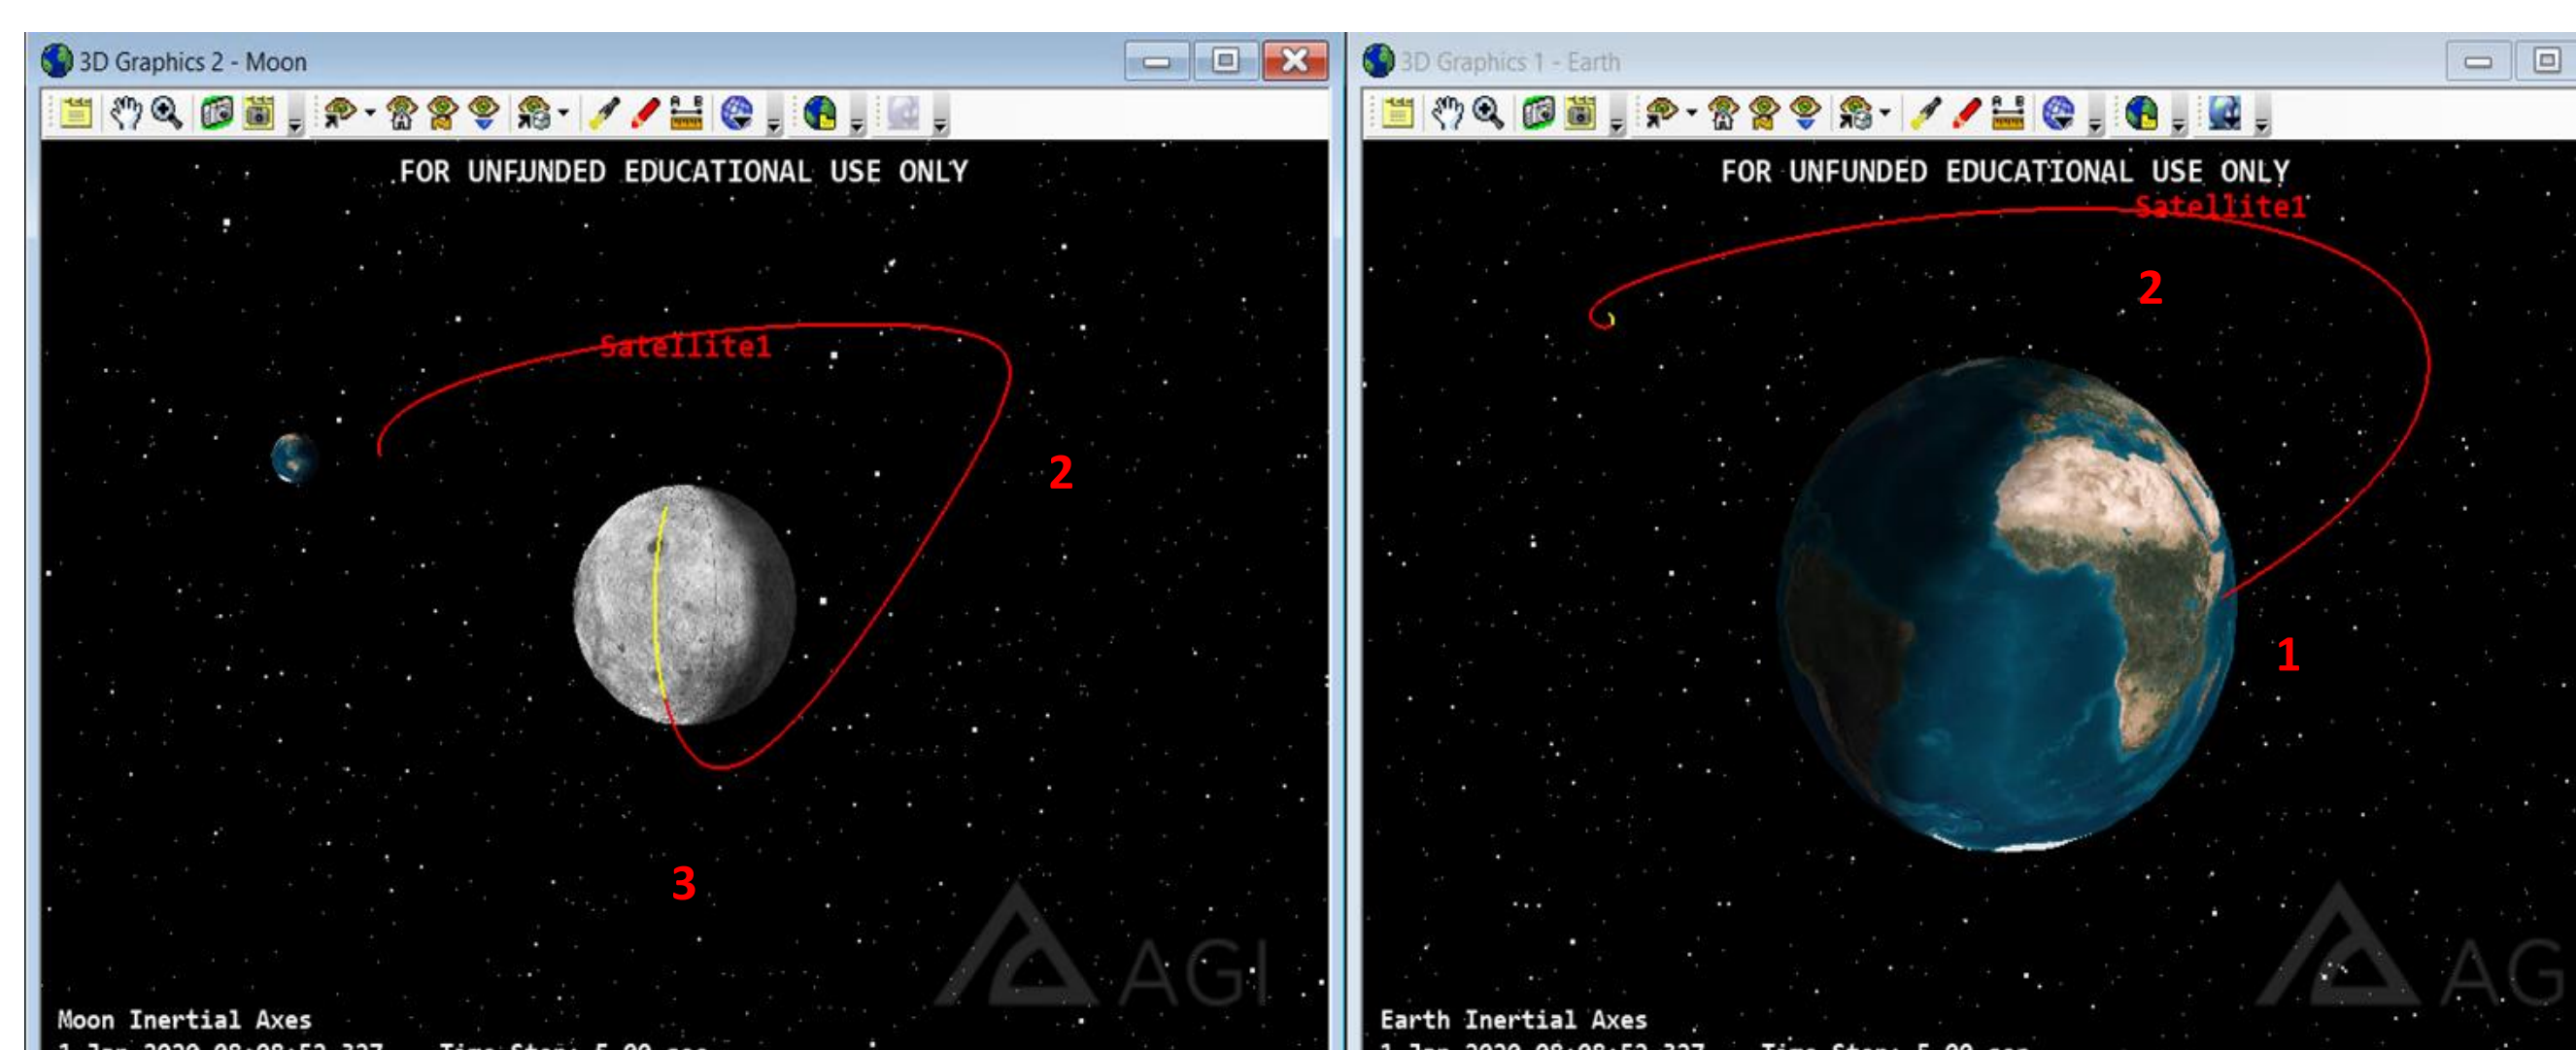 3D Graphics 2 - Moon
FOR UNFUNDED EDUCATIONAL USE ONLY
Satellite1
2
3
AGI
Moon Inertial Axes
3D Graphics 1 - Earth
FOR UNFUNDED EDUCATIONAL USE ONLY
Satellite1
2
1
AG
Earth Inertial Axes